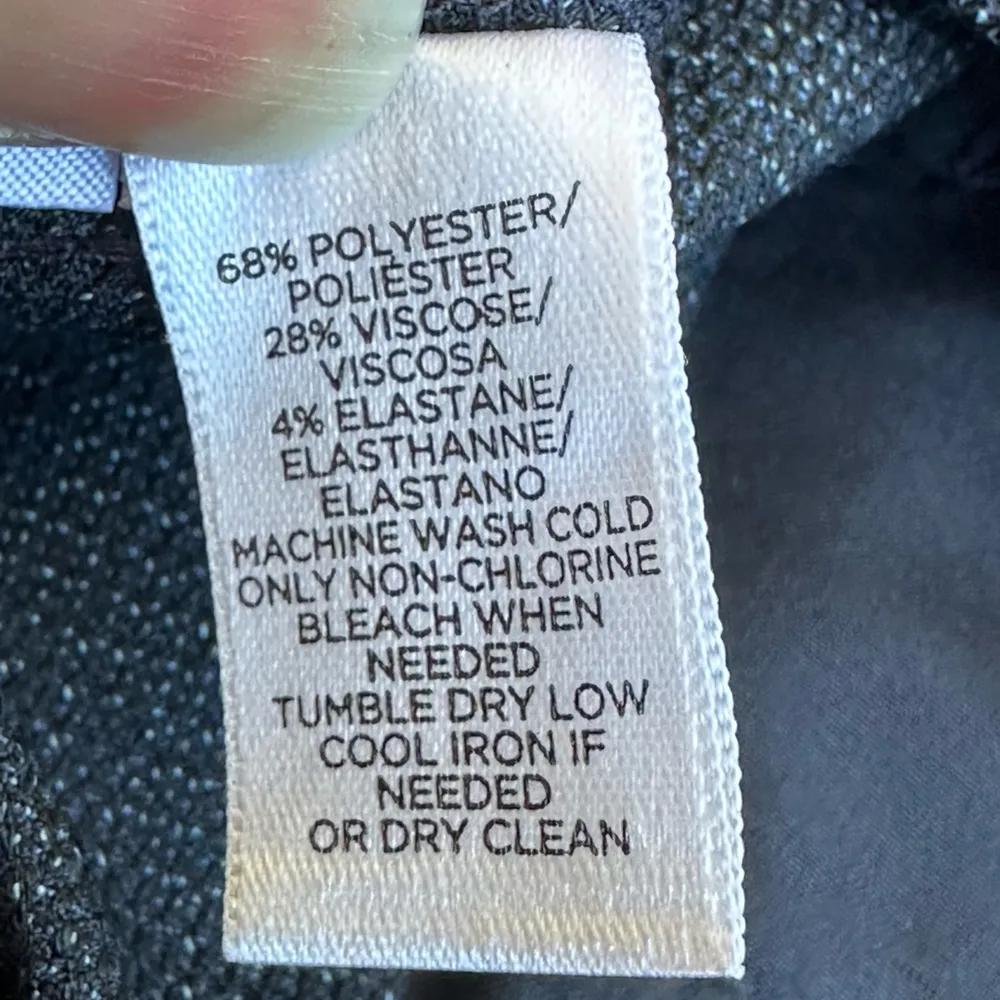 68% POLYESTER/
POLIÉSTER
28% VISCOSE/
VISCOSA
4% ELASTANE/
ELASTHANNE/
ELASTANO
MACHINE WASH COLD
ONLY NON-CHLORINE
BLEACH WHEN
NEEDED
TUMBLE DRY LOW
COOL IRON IF
NEEDED
OR DRY CLEAN